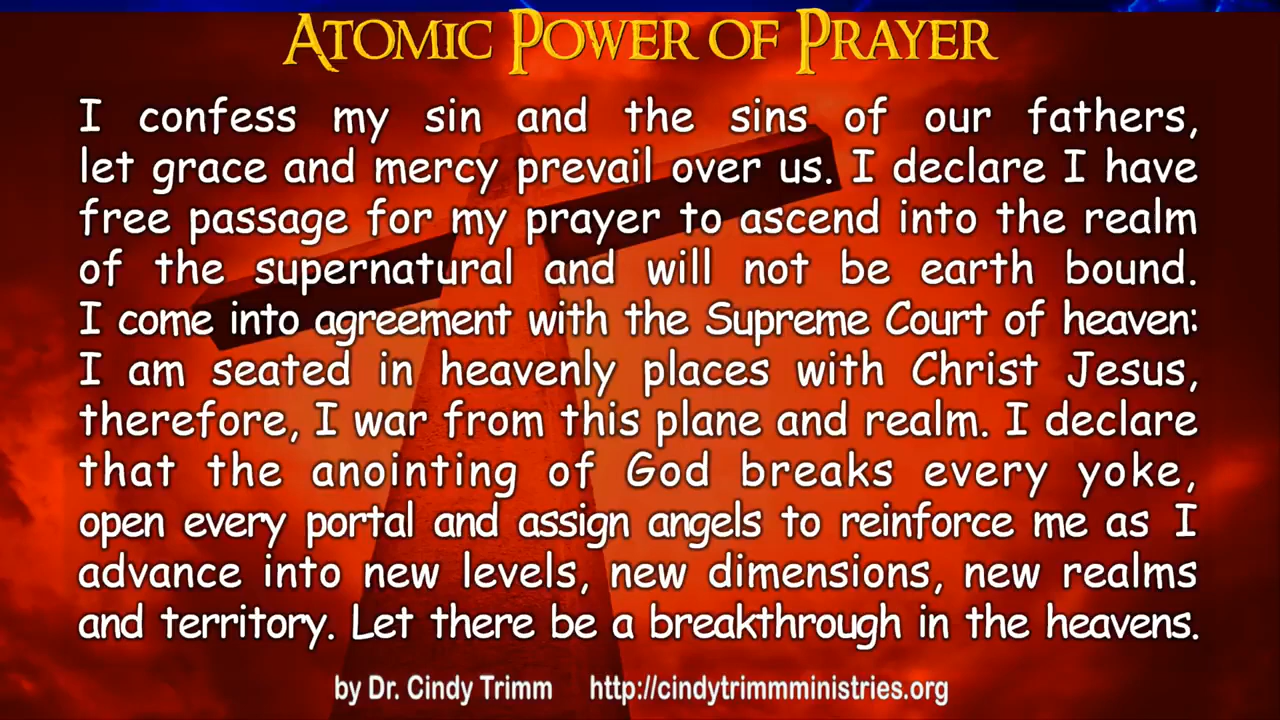 Atomic Power of Prayer
I confess my sin and the sins of our fathers,
let grace and mercy prevail over us. I declare I have
free passage for my prayer to ascend into the realm
of the supernatural and will not be earth bound.
I come into agreement with the Supreme Court of heaven:
I am seated in heavenly places with Christ Jesus,
therefore, I war from this plane and realm. I declare
that the anointing of God breaks every yoke,
open every portal and assign angels to reinforce me as I
advance into new levels, new dimensions, new realms
and territory. Let there be a breakthrough in the heavens.
by Dr. Cindy Trimm http://cindytrimmministries.org